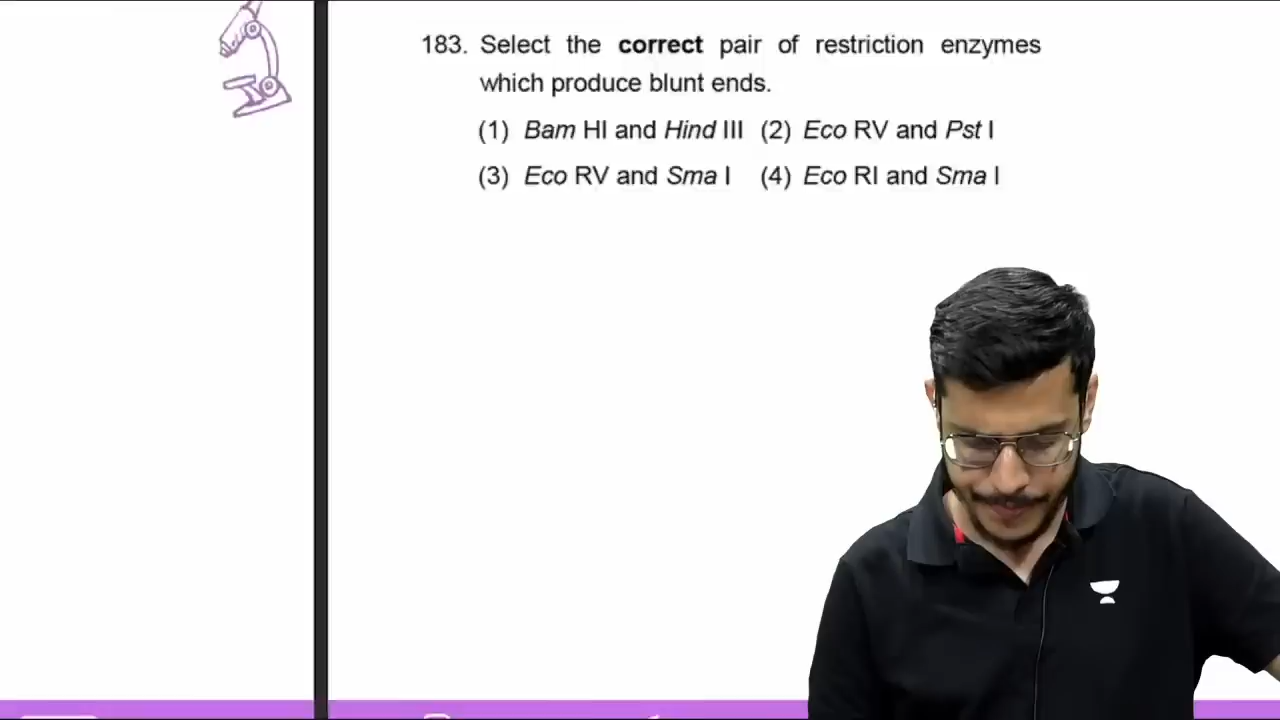 183. Select the correct pair of restriction enzymes
which produce blunt ends.
(1) Bam HI and Hind III (2) Eco RV and Pst I
(3) Eco RV and Sma I (4) Eco RI and Sma I